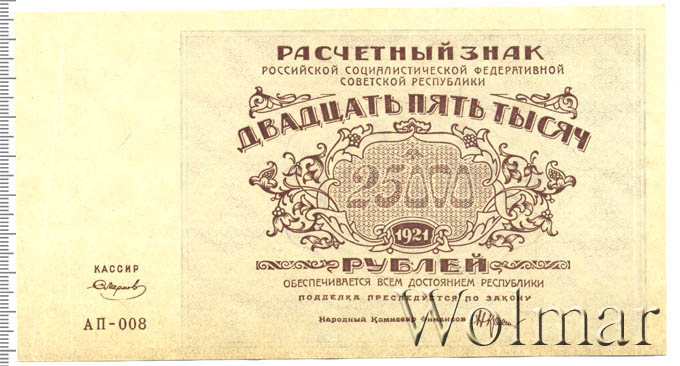 РАСЧЕТНЫЙ ЗНАК
РОССИЙСКОЙ СОЦИАЛИСТИЧЕСКОЙ ФЕДЕРАТИВНОЙ
СОВЕТСКОЙ РЕСПУБЛИКИ
ДВАДЦАТЬ ПЯТЬ ТЫСЯЧ
25000
1921
РУБЛЕЙ
ОБЕСПЕЧИВАЕТСЯ ВСЕМ ДОСТОЯНИЕМ РЕСПУБЛИКИ
ПОДДЕЛКА ПРЕСЛЕДУЕТСЯ ПО ЗАКОНУ
Народный Комиссар Финансов
КАССИР
АП-008
Wolmar